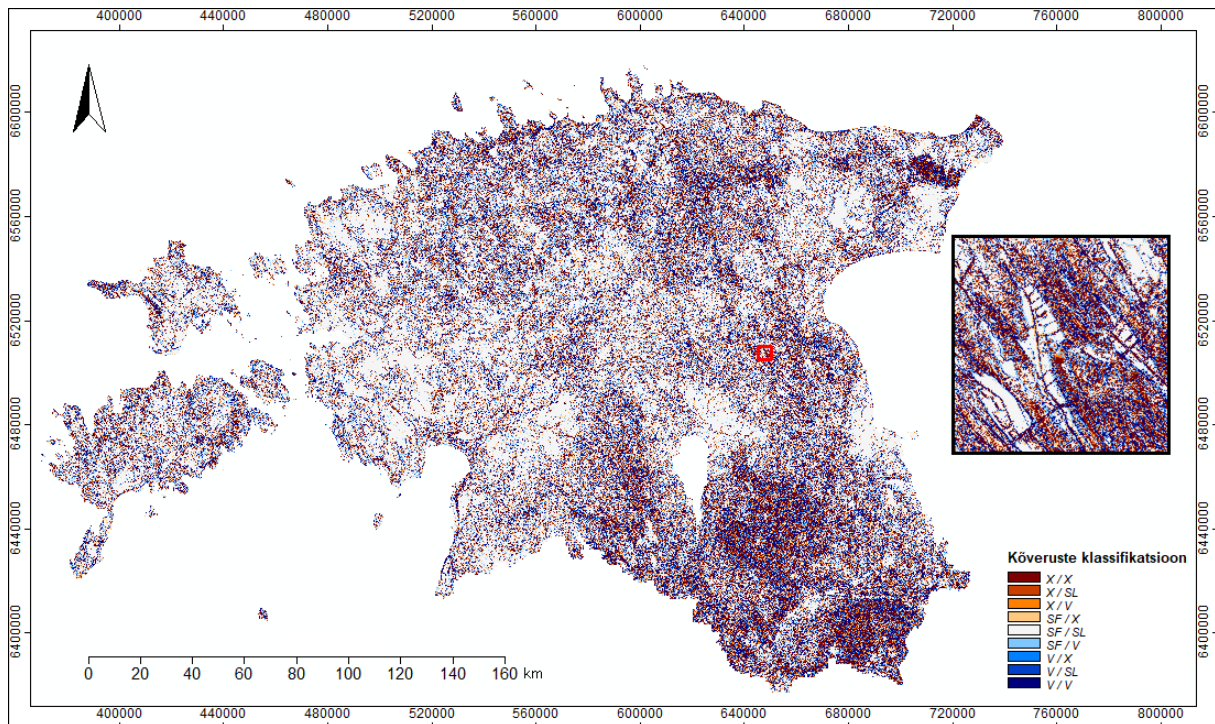 400000 440000 480000 520000 560000 600000 640000 680000 720000 760000 800000
6600000 6600000
6560000 6560000
6520000 6520000
6480000 6480000
6440000 6440000
6400000 6400000
Kõveruste klassifikatsioon
X / X
X / SL
X / V
SF / X
SF / SL
SF / V
V / X
V / SL
V / V
0 20 40 60 80 100 120 140 160 km
400000 440000 480000 520000 560000 600000 640000 680000 720000 760000 800000